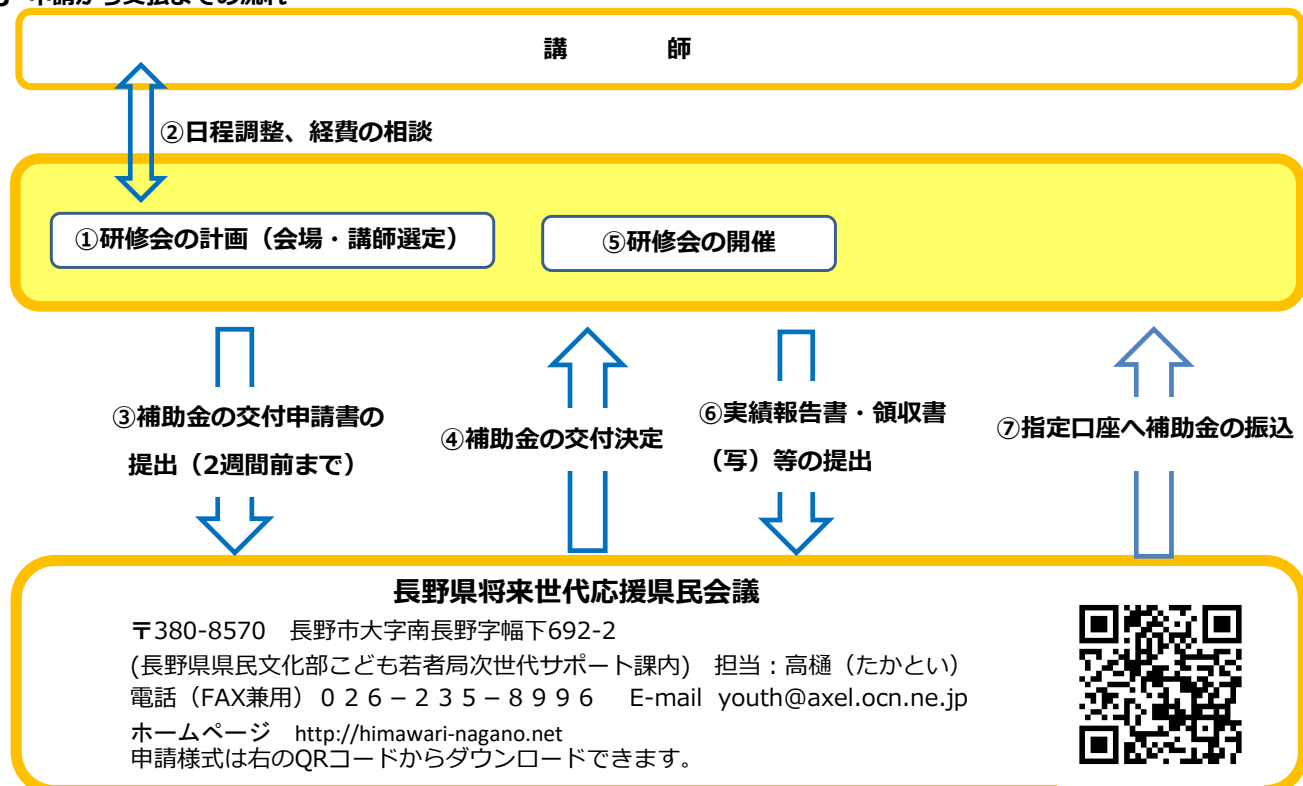 講　　　師
②日程調整、経費の相談
①研修会の計画（会場・講師選定）
⑤研修会の開催
③補助金の交付申請書の
提出（2週間前まで）
④補助金の交付決定
⑥実績報告書・領収書
（写）等の提出
⑦指定口座へ補助金の振込
長野県将来世代応援県民会議
〒380-8570　長野市大字南長野字幅下692-2
(長野県県民文化部こども若者局次世代サポート課内)　担当：高樋（たかとい）
電話（FAX兼用）０２６－２３５－８９９６　E-mail youth@axel.ocn.ne.jp
ホームページ　http://himawari-nagano.net
申請様式は右のQRコードからダウンロードできます。